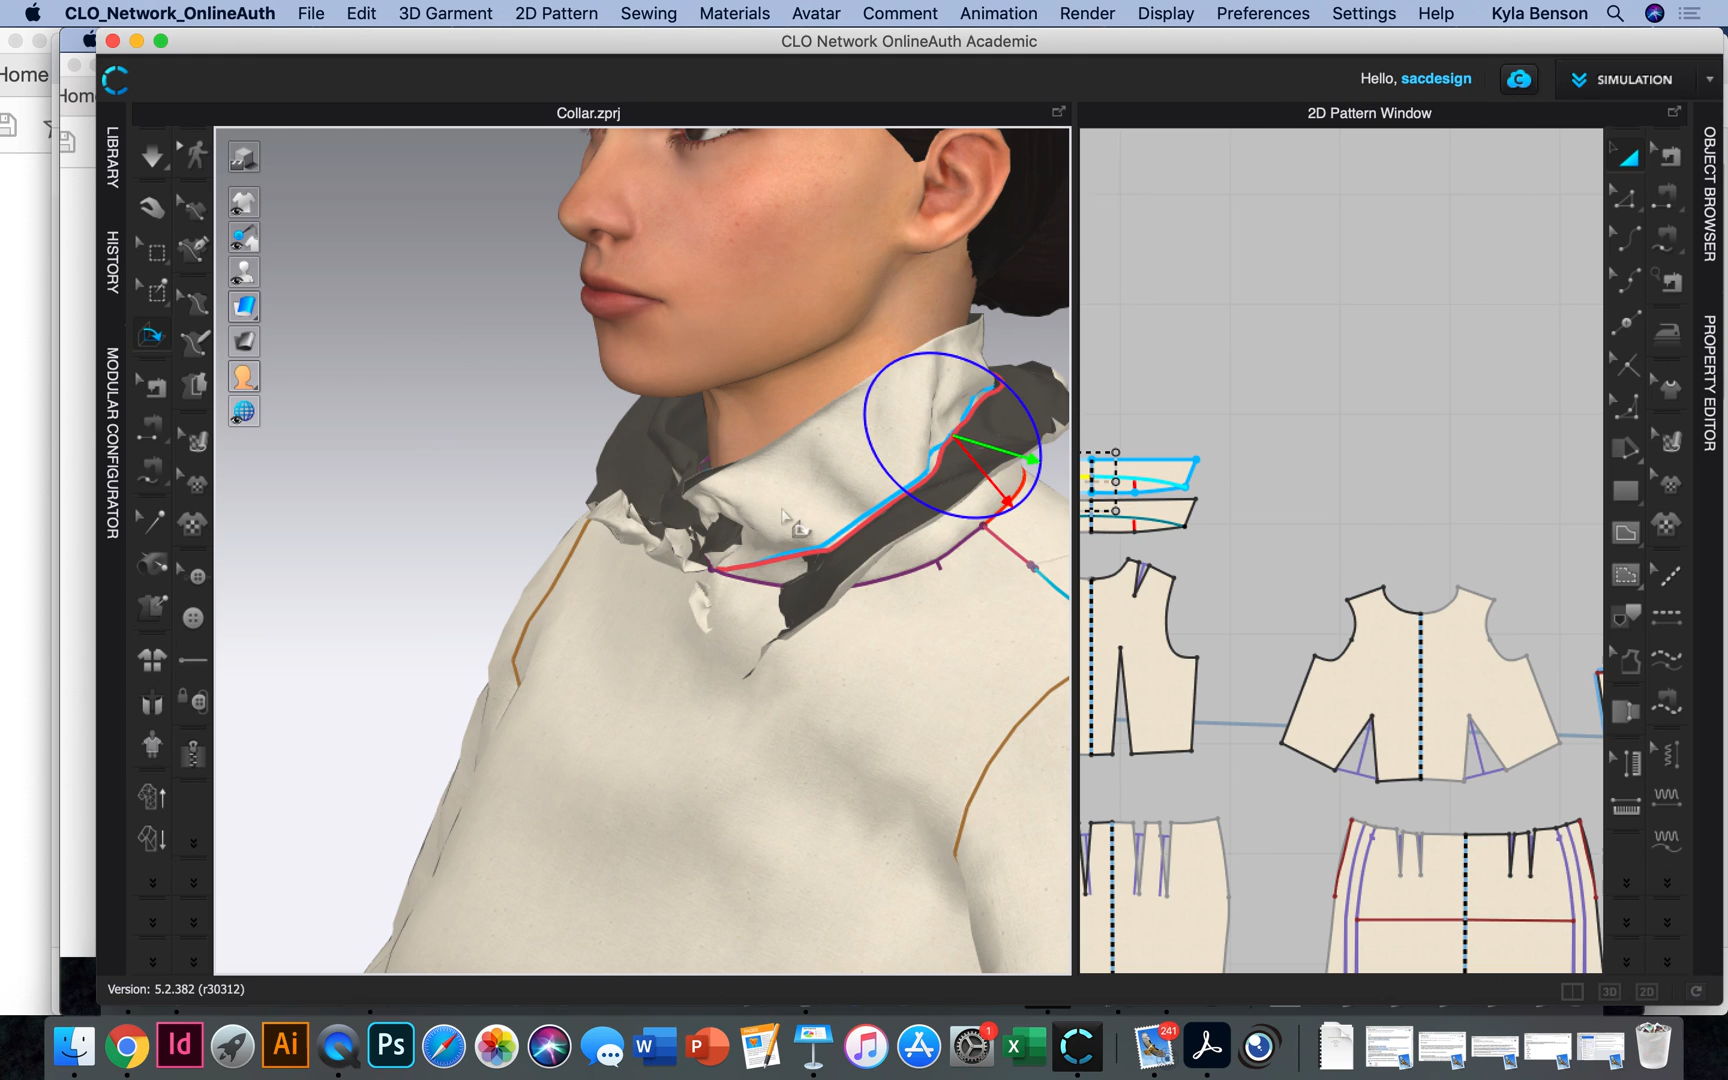 CLO_Network_OnlineAuth File Edit 3D Garment 2D Pattern Sewing Materials Avatar Comment Animation Render Display Preferences Settings Help Kyla Benson
CLO Network OnlineAuth Academic
Home
Hom
Hello, sacdesign
SIMULATION
Collar.zprj
2D Pattern Window
LIBRARY
HISTORY
MODULAR CONFIGURATOR
OBJECT BROWSER
PROPERTY EDITOR
Version: 5.2.382 (r30312)
3D
2D
Id
Ai
Ps
W
P
1
X
241